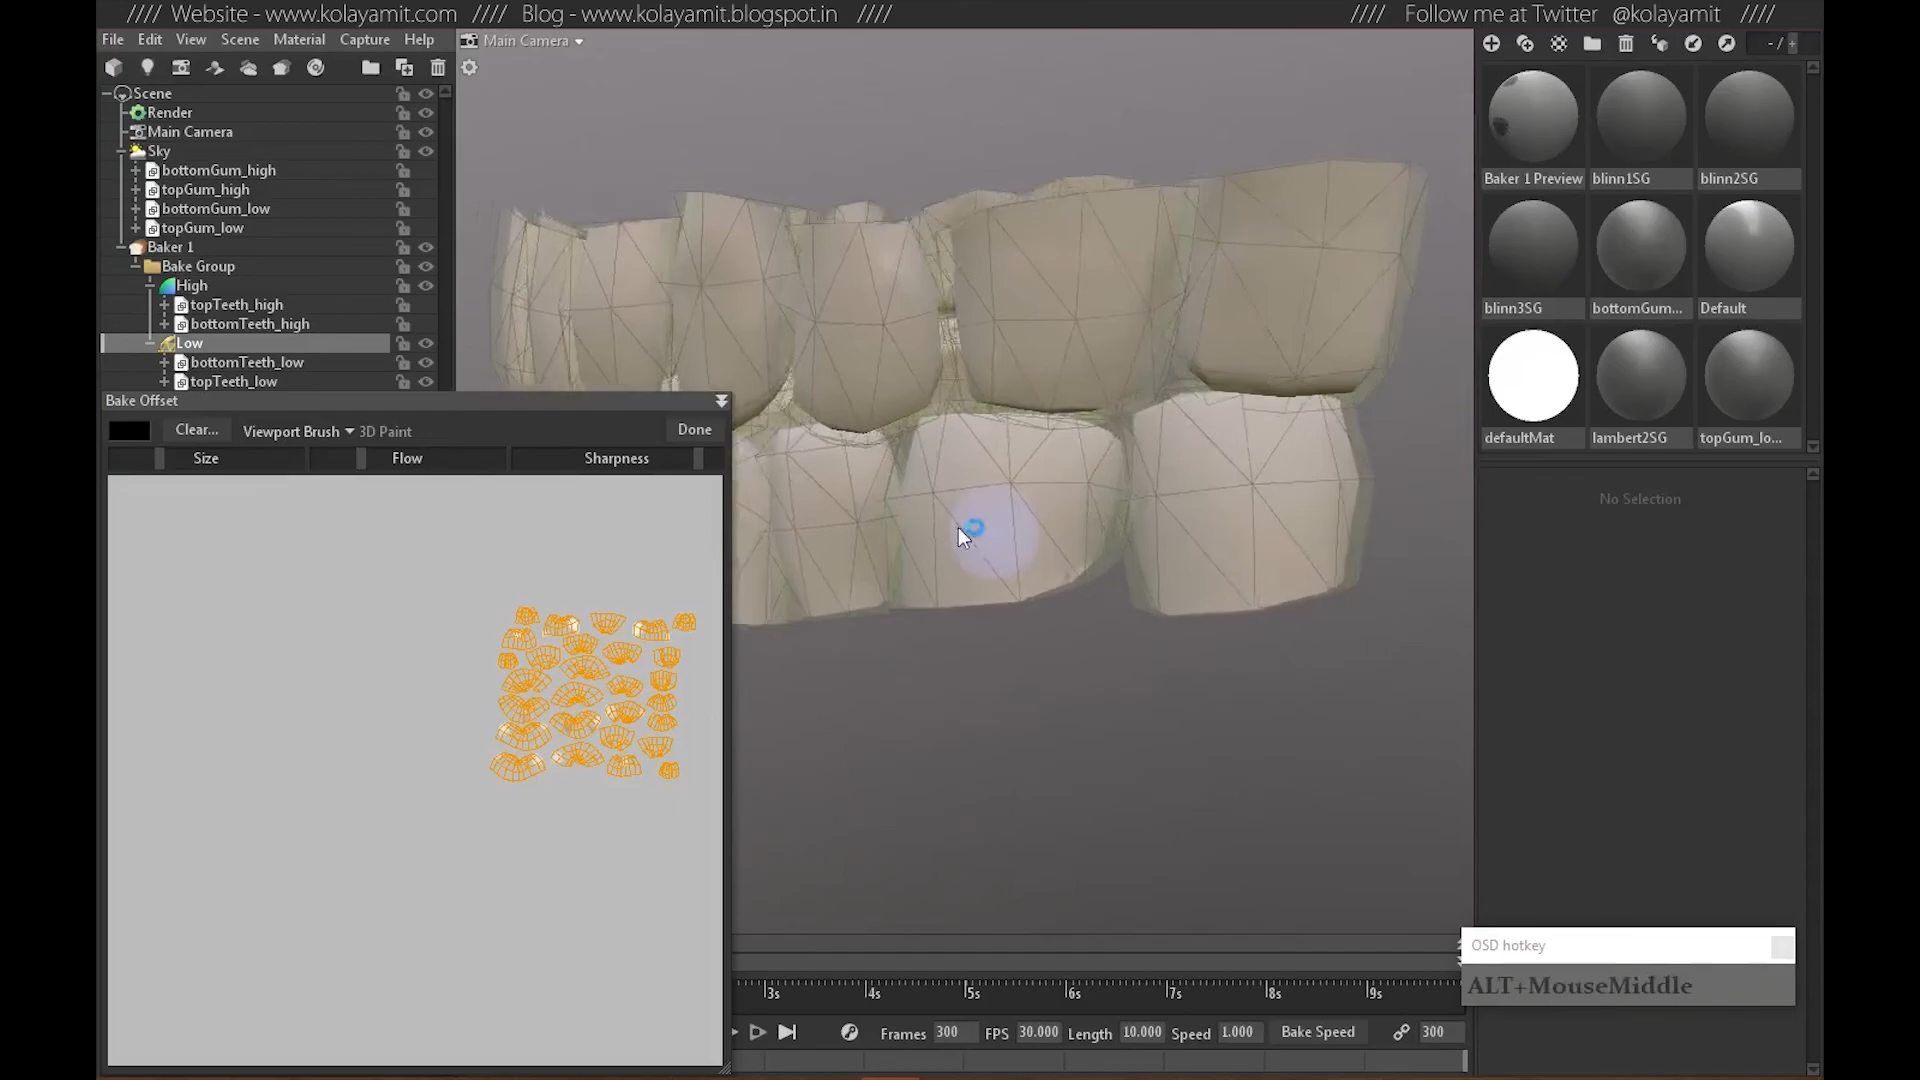 //// Website - www.kolayamit.com //// Blog - www.kolayamit.blogspot.in ////
//// Follow me at Twitter @kolayamit ////
File Edit View Scene Material Capture Help
Main Camera
- / +
Scene
Render
Main Camera
Sky
bottomGum_high
topGum_high
bottomGum_low
topGum_low
Baker 1
Bake Group
High
topTeeth_high
bottomTeeth_high
Low
bottomTeeth_low
topTeeth_low
Bake Offset
Clear... Viewport Brush 3D Paint Done
Size Flow Sharpness
Baker 1 Preview blinn1SG blinn2SG
blinn3SG bottomGum... Default
defaultMat lambert2SG topGum_lo...
No Selection
OSD hotkey
ALT+MouseMiddle
3s 4s 5s 6s 7s 8s 9s
Frames 300 FPS 30.000 Length 10.000 Speed 1.000 Bake Speed 300